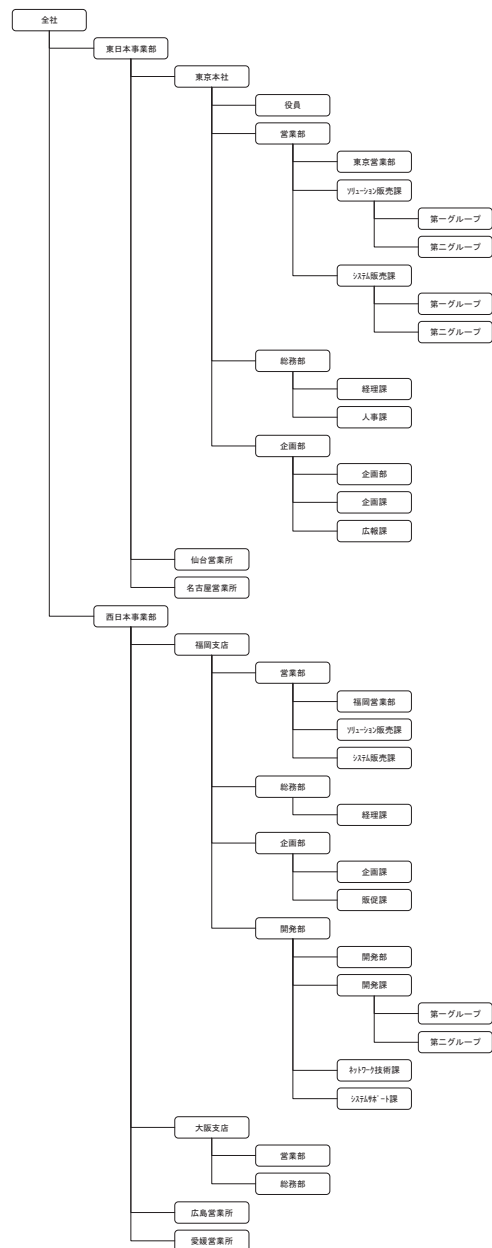 全社
東日本事業部
東京本社
役員
営業部
東京営業部
ｿﾘｭｰｼｮﾝ販売課
第一グループ
第二グループ
ｼｽﾃﾑ販売課
第一グループ
第二グループ
総務部
経理課
人事課
企画部
企画部
企画課
広報課
仙台営業所
名古屋営業所
西日本事業部
福岡支店
営業部
福岡営業部
ｿﾘｭｰｼｮﾝ販売課
ｼｽﾃﾑ販売課
総務部
経理課
企画部
企画課
販促課
開発部
開発部
開発課
第一グループ
第二グループ
ﾈｯﾄﾜｰｸ技術課
ｼｽﾃﾑｻﾎﾟｰﾄ課
大阪支店
営業部
総務部
広島営業所
愛媛営業所